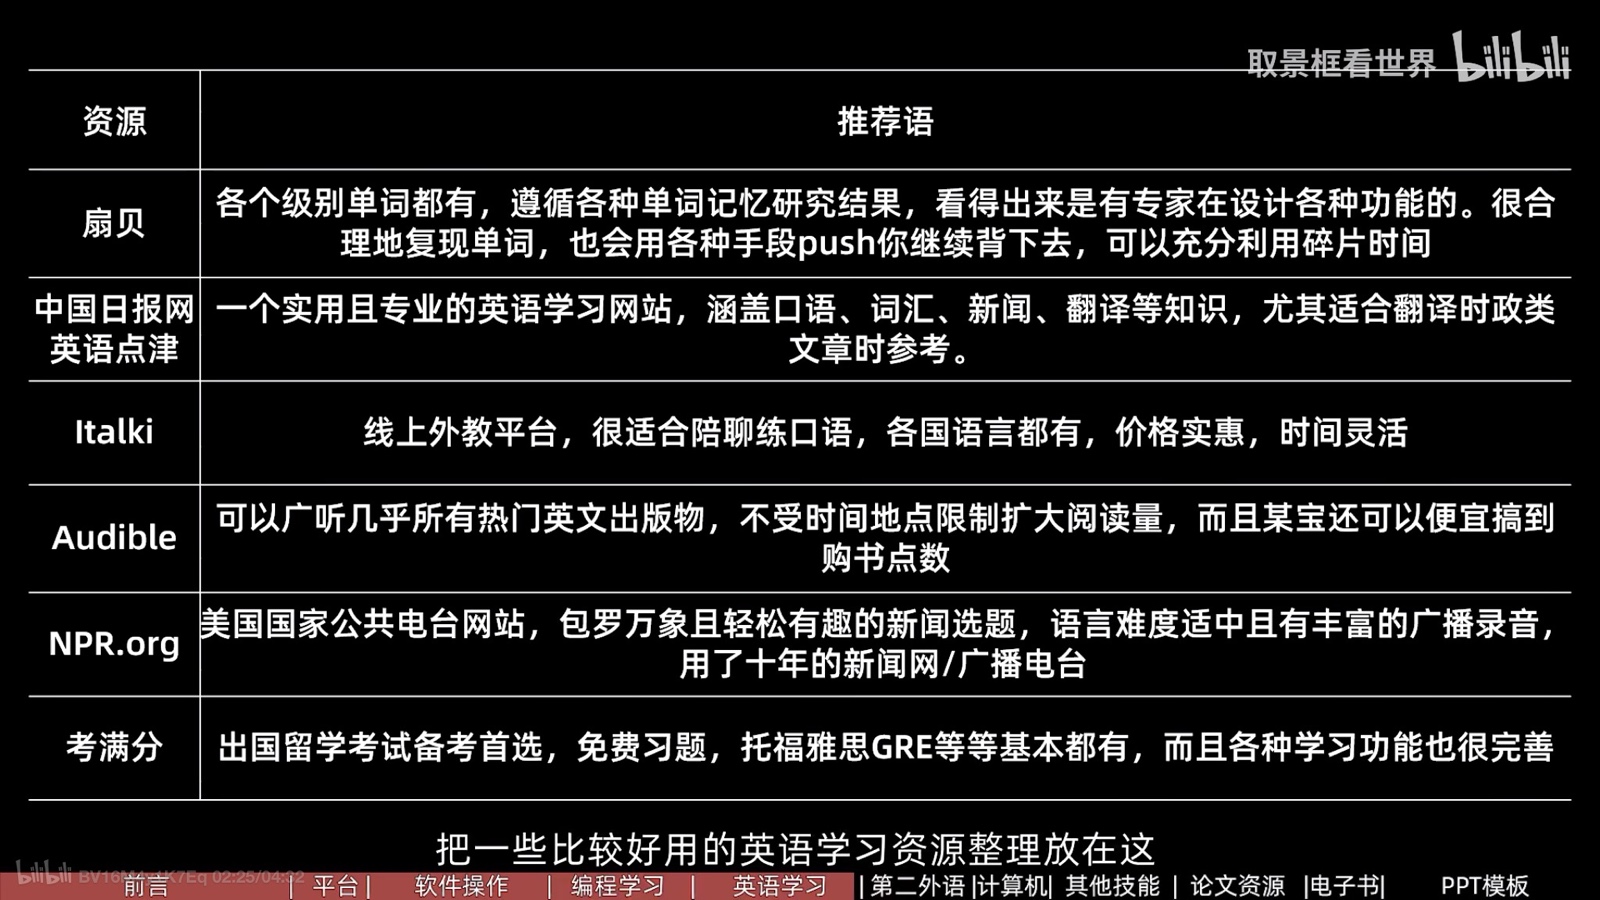 取景框看世界 bilibili
资源
推荐语
扇贝
各个级别单词都有，遵循各种单词记忆研究结果，看得出来是有专家在设计各种功能的。很合
理地复现单词，也会用各种手段push你继续背下去，可以充分利用碎片时间
中国日报网
英语点津
一个实用且专业的英语学习网站，涵盖口语、词汇、新闻、翻译等知识，尤其适合翻译时政类
文章时参考。
Italki
线上外教平台，很适合陪聊练口语，各国语言都有，价格实惠，时间灵活
Audible
可以广听几乎所有热门英文出版物，不受时间地点限制扩大阅读量，而且某宝还可以便宜搞到
购书点数
NPR.org
美国国家公共电台网站，包罗万象且轻松有趣的新闻选题，语言难度适中且有丰富的广播录音，
用了十年的新闻网/广播电台
考满分
出国留学考试备考首选，免费习题，托福雅思GRE等等基本都有，而且各种学习功能也很完善
把一些比较好用的英语学习资源整理放在这
bilibili 02:25/04:32
前言 | 平台 | 软件操作 | 编程学习 | 英语学习 | 第二外语 | 计算机 | 其他技能 | 论文资源 | 电子书 | PPT模板